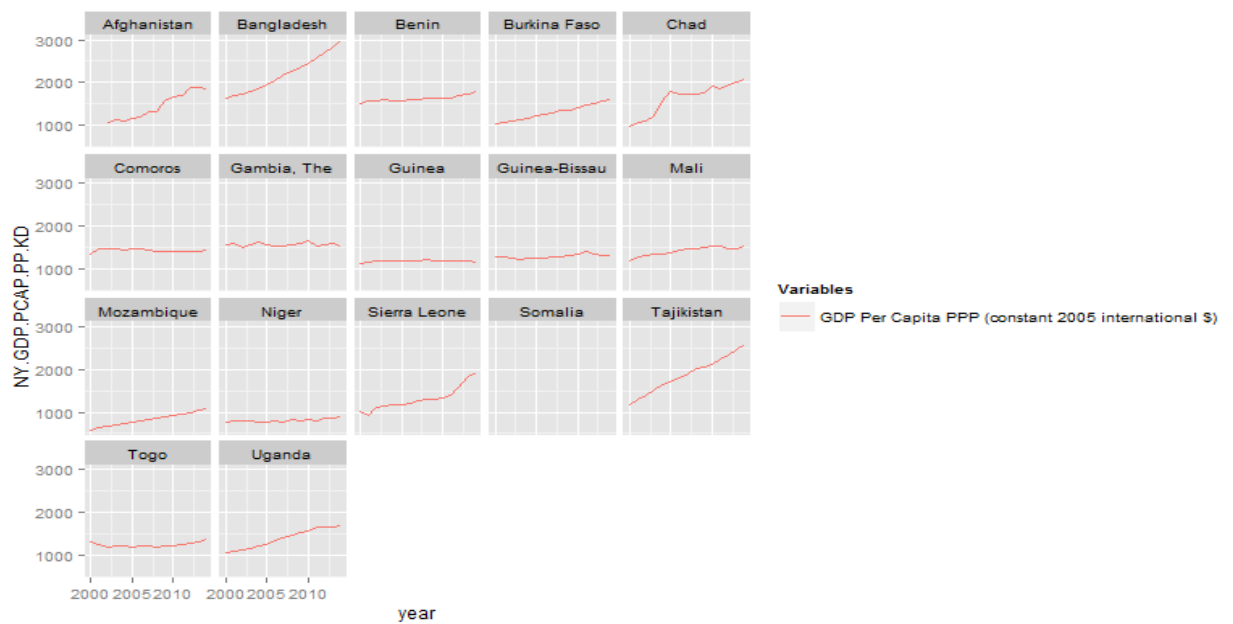 Afghanistan Bangladesh Benin Burkina Faso Chad
3000
2000
1000
Comoros Gambia, The Guinea Guinea-Bissau Mali
3000
2000
1000
NY.GDP.PCAP.PP.KD
Variables
GDP Per Capita PPP (constant 2005 international $)
Mozambique Niger Sierra Leone Somalia Tajikistan
3000
2000
1000
Togo Uganda
3000
2000
1000
2000 2005 2010 2000 2005 2010
year